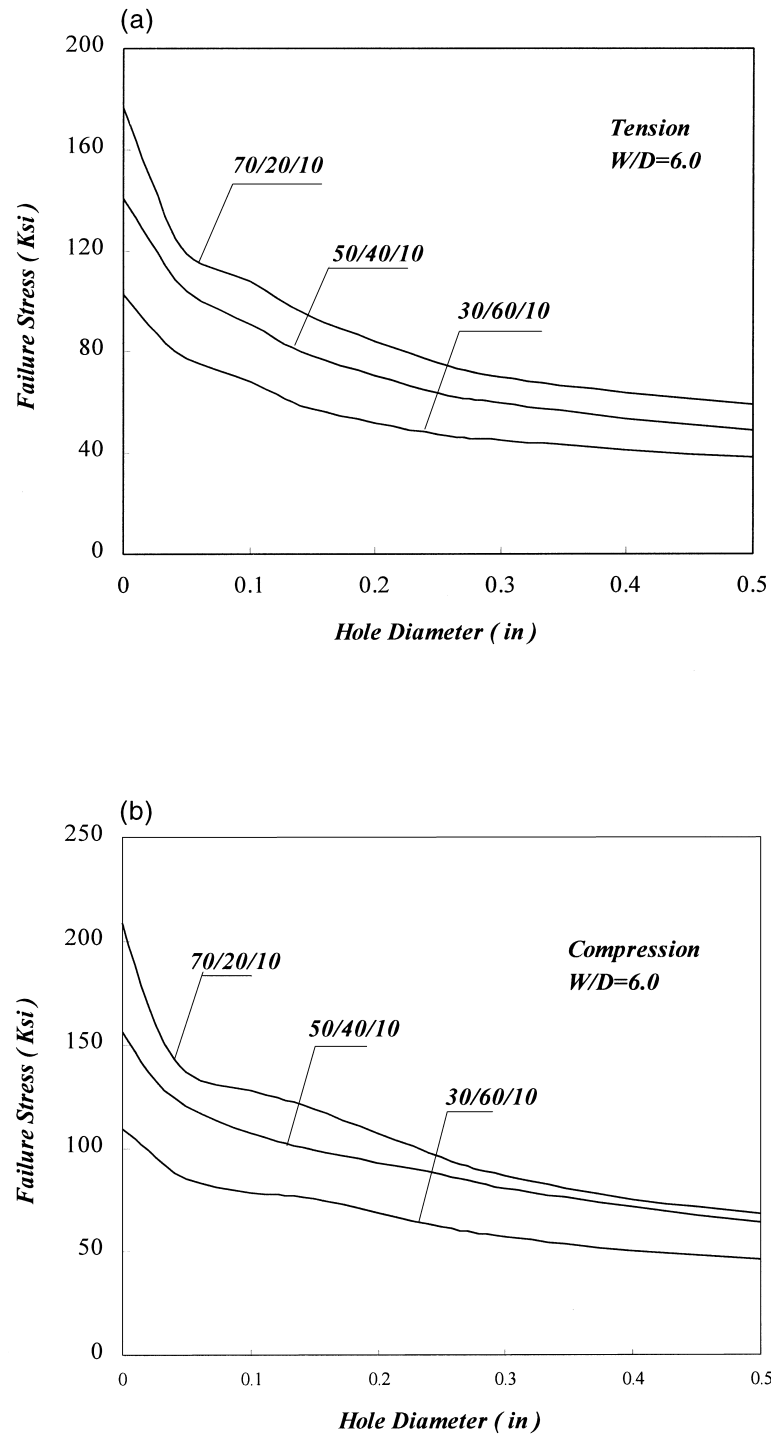 (a)
200
160
120
80
40
0
Failure Stress ( Ksi )
Tension
W/D=6.0
70/20/10
50/40/10
30/60/10
0 0.1 0.2 0.3 0.4 0.5
Hole Diameter ( in )
(b)
250
200
150
100
50
0
Failure Stress ( Ksi )
Compression
W/D=6.0
70/20/10
50/40/10
30/60/10
0 0.1 0.2 0.3 0.4 0.5
Hole Diameter ( in )